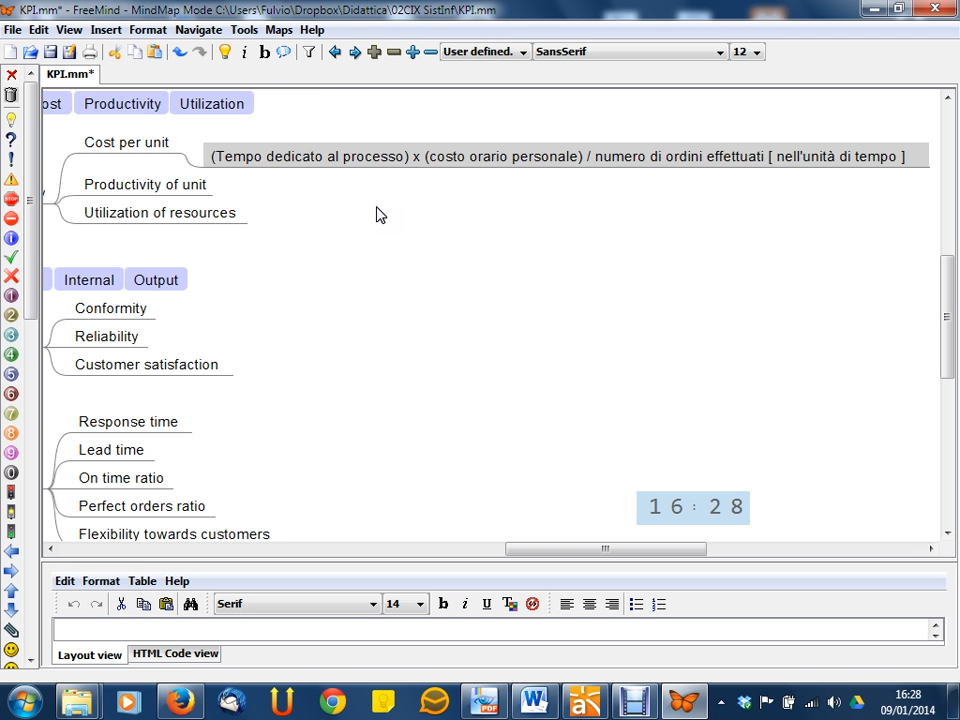 KPI.mm* - FreeMind - MindMap Mode C:\Users\Fulvio\Dropbox\Didattica\02CIX SistInf\KPI.mm
File Edit View Insert Format Navigate Tools Maps Help
User defined. SansSerif 12
KPI.mm*
ost Productivity Utilization
Cost per unit
(Tempo dedicato al processo) x (costo orario personale) / numero di ordini effettuati [ nell'unità di tempo ]
Productivity of unit
Utilization of resources
Internal Output
Conformity
Reliability
Customer satisfaction
Response time
Lead time
On time ratio
Perfect orders ratio
Flexibility towards customers
16:28
Edit Format Table Help
Serif 14
Layout view HTML Code view
16:28
09/01/2014